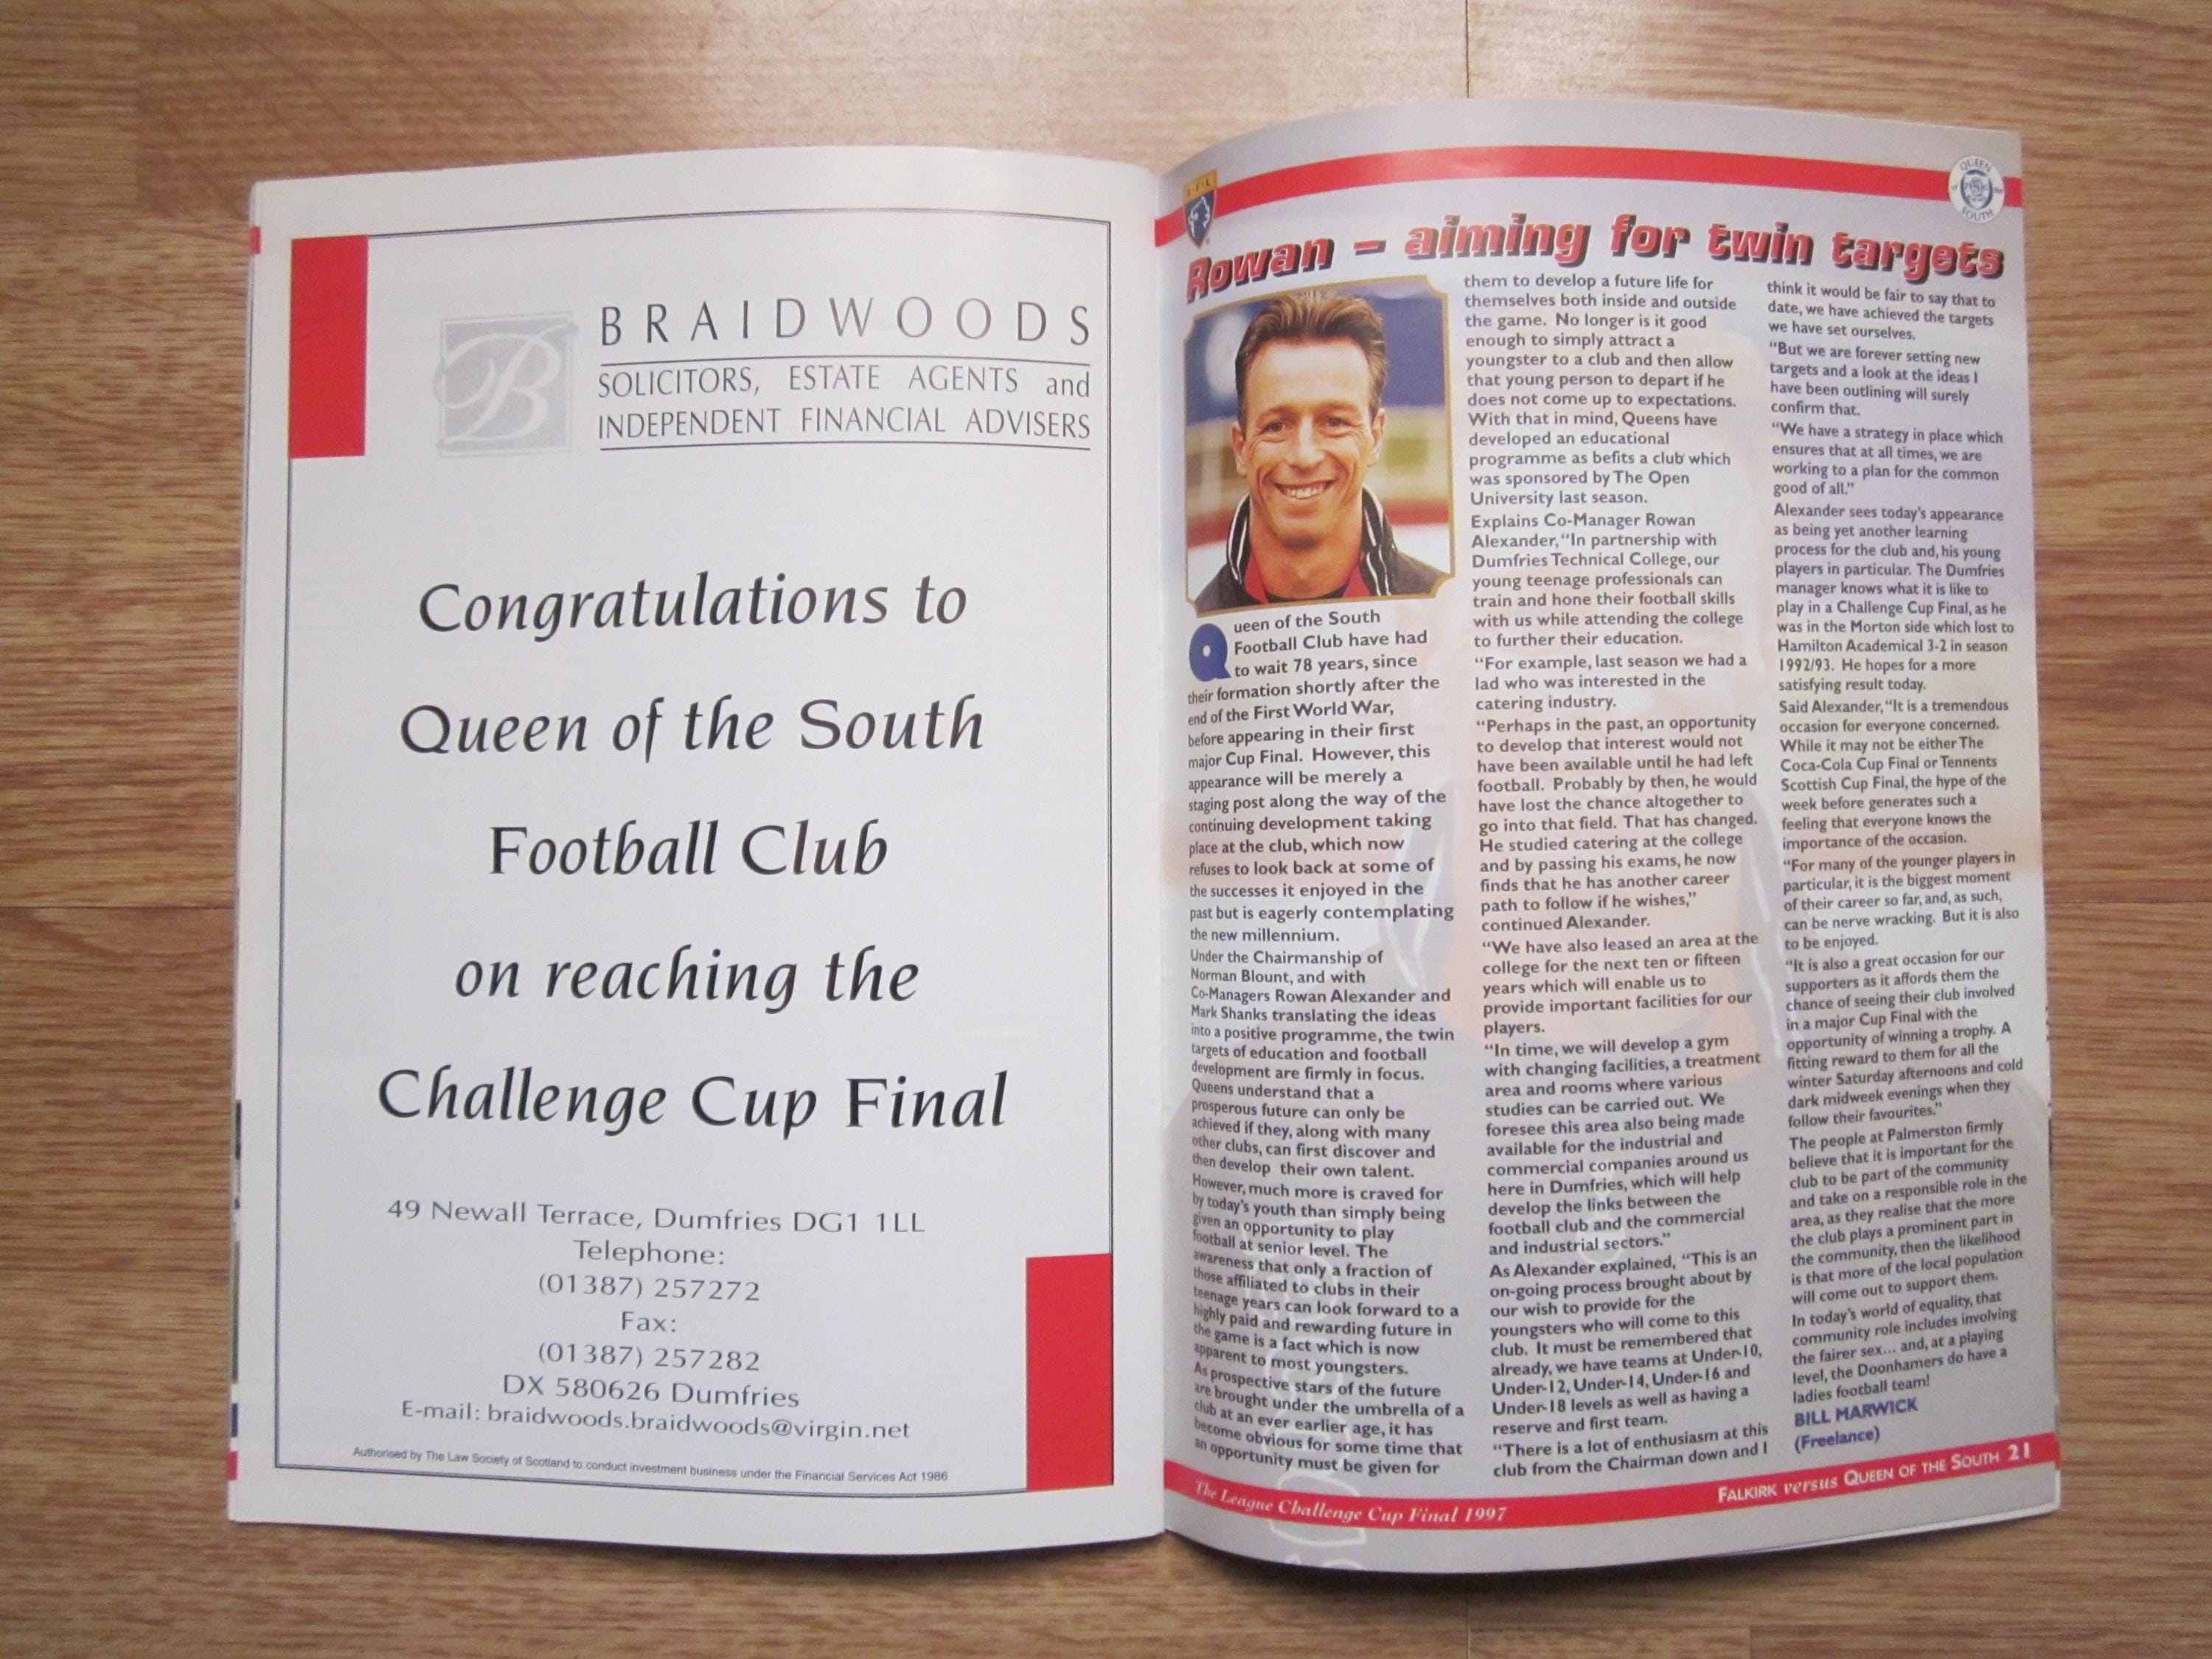 BRAIDWOODS
SOLICITORS, ESTATE AGENTS and
INDEPENDENT FINANCIAL ADVISERS
B
Congratulations to
Queen of the South
Football Club
on reaching the
Challenge Cup Final
49 Newall Terrace, Dumfries DG1 1LL
Telephone:
(01387) 257272
Fax:
(01387) 257282
DX 580626 Dumfries
E-mail: braidwoods.braidwoods@virgin.net
Authorised by The Law Society of Scotland to conduct investment business under the Financial Services Act 1986
S·F·L
QUEEN
SOUTH
Rowan – aiming for twin targets
Queen of the South
Football Club have had
to wait 78 years, since
their formation shortly after the
end of the First World War,
before appearing in their first
major Cup Final. However, this
appearance will be merely a
staging post along the way of the
continuing development taking
place at the club, which now
refuses to look back at some of
the successes it enjoyed in the
past but is eagerly contemplating
the new millennium.
Under the Chairmanship of
Norman Blount, and with
Co-Managers Rowan Alexander and
Mark Shanks translating the ideas
into a positive programme, the twin
targets of education and football
development are firmly in focus.
Queens understand that a
prosperous future can only be
achieved if they, along with many
other clubs, can first discover and
then develop their own talent.
However, much more is craved for
by today's youth than simply being
given an opportunity to play
football at senior level. The
awareness that only a fraction of
those affiliated to clubs in their
teenage years can look forward to a
highly paid and rewarding future in
the game is a fact which is now
apparent to most youngsters.
As prospective stars of the future
are brought under the umbrella of a
club at an ever earlier age, it has
become obvious for some time that
an opportunity must be given for
them to develop a future life for
themselves both inside and outside
the game. No longer is it good
enough to simply attract a
youngster to a club and then allow
that young person to depart if he
does not come up to expectations.
With that in mind, Queens have
developed an educational
programme as befits a club which
was sponsored by The Open
University last season.
Explains Co-Manager Rowan
Alexander, "In partnership with
Dumfries Technical College, our
young teenage professionals can
train and hone their football skills
with us while attending the college
to further their education.
"For example, last season we had a
lad who was interested in the
catering industry.
"Perhaps in the past, an opportunity
to develop that interest would not
have been available until he had left
football. Probably by then, he would
have lost the chance altogether to
go into that field. That has changed.
He studied catering at the college
and by passing his exams, he now
finds that he has another career
path to follow if he wishes,"
continued Alexander.
"We have also leased an area at the
college for the next ten or fifteen
years which will enable us to
provide important facilities for our
players.
"In time, we will develop a gym
with changing facilities, a treatment
area and rooms where various
studies can be carried out. We
foresee this area also being made
available for the industrial and
commercial companies around us
here in Dumfries, which will help
develop the links between the
football club and the commercial
and industrial sectors."
As Alexander explained, "This is an
on-going process brought about by
our wish to provide for the
youngsters who will come to this
club. It must be remembered that
already, we have teams at Under-10,
Under-12, Under-14, Under-16 and
Under-18 levels as well as having a
reserve and first team.
"There is a lot of enthusiasm at this
club from the Chairman down and I
think it would be fair to say that to
date, we have achieved the targets
we have set ourselves.
"But we are forever setting new
targets and a look at the ideas I
have been outlining will surely
confirm that.
"We have a strategy in place which
ensures that at all times, we are
working to a plan for the common
good of all."
Alexander sees today's appearance
as being yet another learning
process for the club and, his young
players in particular. The Dumfries
manager knows what it is like to
play in a Challenge Cup Final, as he
was in the Morton side which lost to
Hamilton Academical 3-2 in season
1992/93. He hopes for a more
satisfying result today.
Said Alexander, "It is a tremendous
occasion for everyone concerned.
While it may not be either The
Coca-Cola Cup Final or Tennents
Scottish Cup Final, the hype of the
week before generates such a
feeling that everyone knows the
importance of the occasion.
"For many of the younger players in
particular, it is the biggest moment
of their career so far, and, as such,
can be nerve wracking. But it is also
to be enjoyed.
"It is also a great occasion for our
supporters as it affords them the
chance of seeing their club involved
in a major Cup Final with the
opportunity of winning a trophy. A
fitting reward to them for all the
winter Saturday afternoons and cold
dark midweek evenings when they
follow their favourites."
The people at Palmerston firmly
believe that it is important for the
club to be part of the community
and take on a responsible role in the
area, as they realise that the more
the club plays a prominent part in
the community, then the likelihood
is that more of the local population
will come out to support them.
In today's world of equality, that
community role includes involving
the fairer sex... and, at a playing
level, the Doonhamers do have a
ladies football team!
BILL MARWICK
(Freelance)
The League Challenge Cup Final 1997
FALKIRK versus QUEEN OF THE SOUTH 21